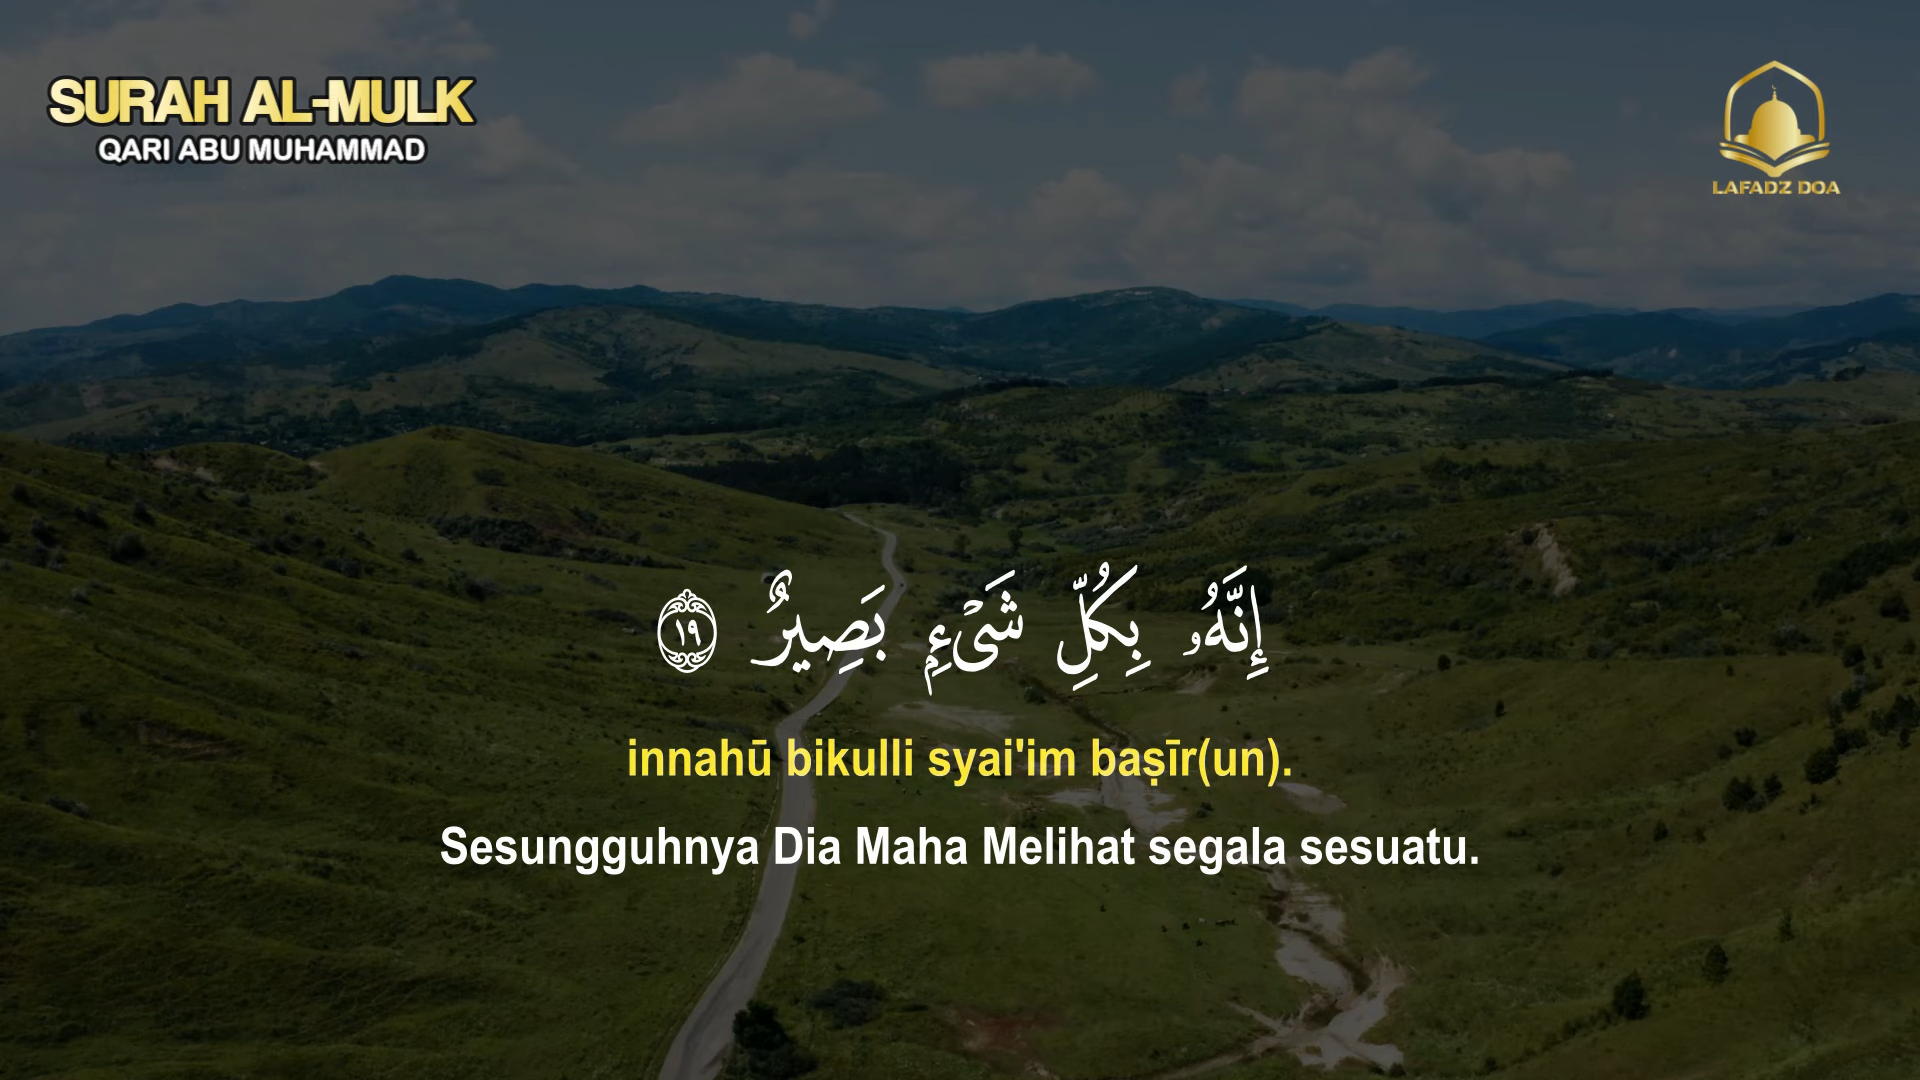 SURAH AL-MULK
QARI ABU MUHAMMAD
LAFADZ DOA
إِنَّهُۥ بِكُلِّ شَىْءٍۭ بَصِيرٌ ١٩
innahū bikulli syai'im baṣīr(un).
Sesungguhnya Dia Maha Melihat segala sesuatu.